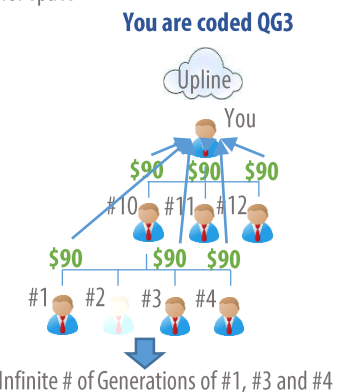 You are coded QG3
Upline
You
$90 $90 $90
#10 #11 #12
$90 $90 $90
#1 #2 #3 #4
Infinite # of Generations of #1, #3 and #4